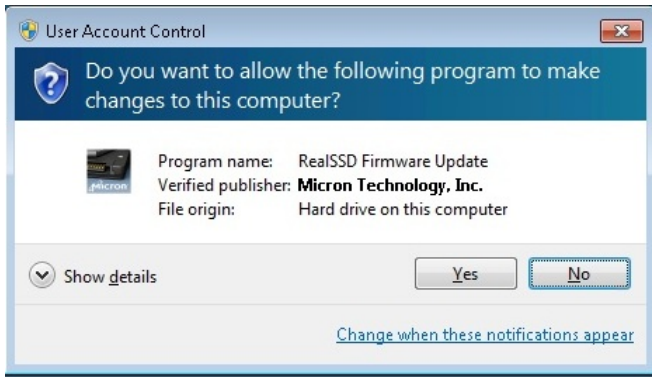 User Account Control
Do you want to allow the following program to make
changes to this computer?
Micron
Program name: RealSSD Firmware Update
Verified publisher: Micron Technology, Inc.
File origin: Hard drive on this computer
Show details
Yes
No
Change when these notifications appear